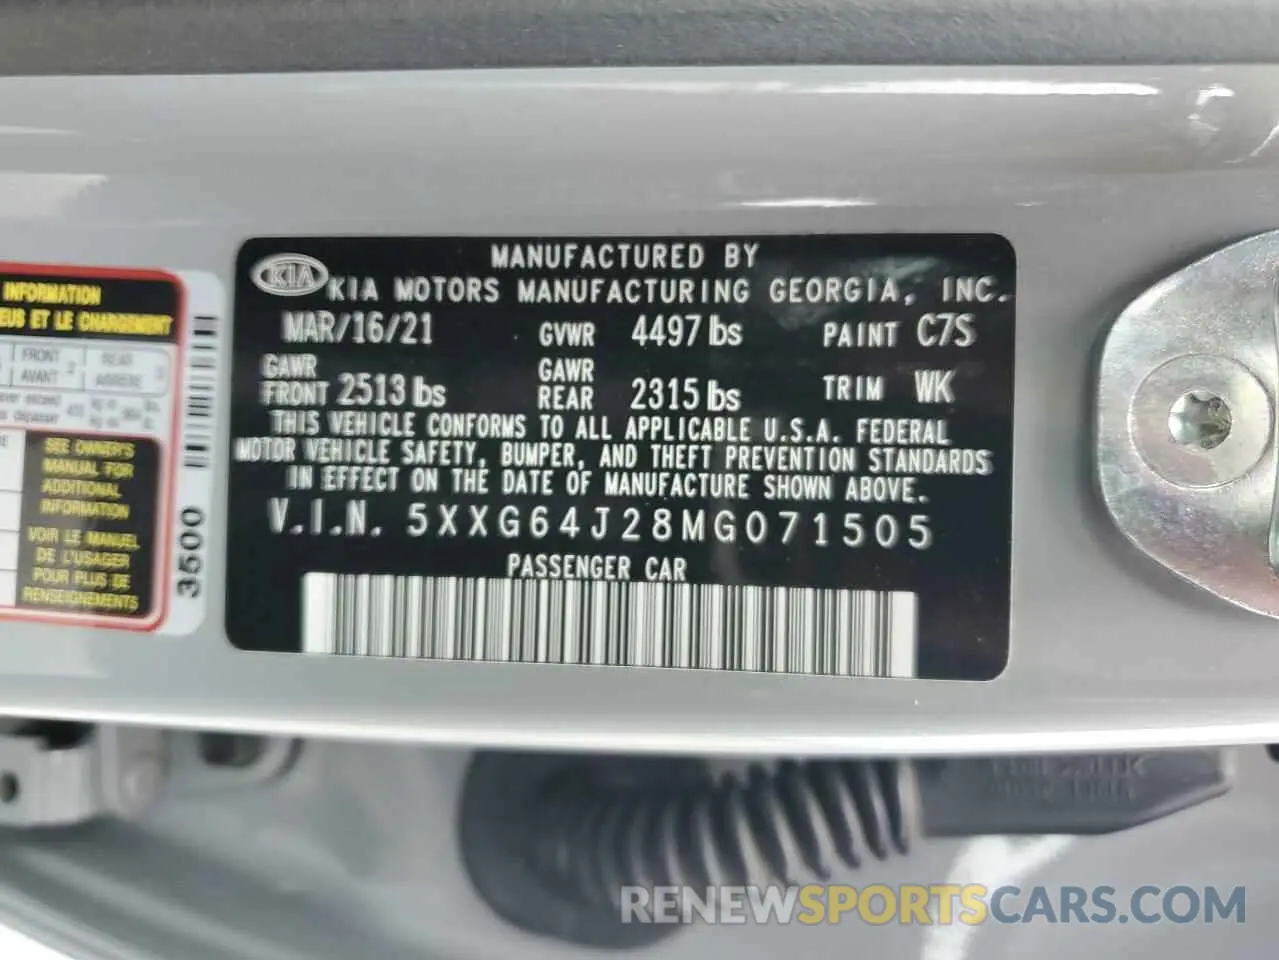 MANUFACTURED BY
KIA
KIA MOTORS MANUFACTURING GEORGIA, INC.
MAR/16/21 GVWR 4497 lbs PAINT C7S
GAWR FRONT 2513 lbs GAWR REAR 2315 lbs TRIM WK
THIS VEHICLE CONFORMS TO ALL APPLICABLE U.S.A. FEDERAL
MOTOR VEHICLE SAFETY, BUMPER, AND THEFT PREVENTION STANDARDS
IN EFFECT ON THE DATE OF MANUFACTURE SHOWN ABOVE.
V.I.N. 5XXG64J28MG071505
PASSENGER CAR
INFORMATION
EUS ET LE CHARGEMENT
FRONT
AVANT 2
REAR
ARRIERE
SEE OWNER'S
MANUAL FOR
ADDITIONAL
INFORMATION
VOIR LE MANUEL
DE L'USAGER
POUR PLUS DE
RENSEIGNEMENTS
3500
RENEWSPORTSCARS.COM